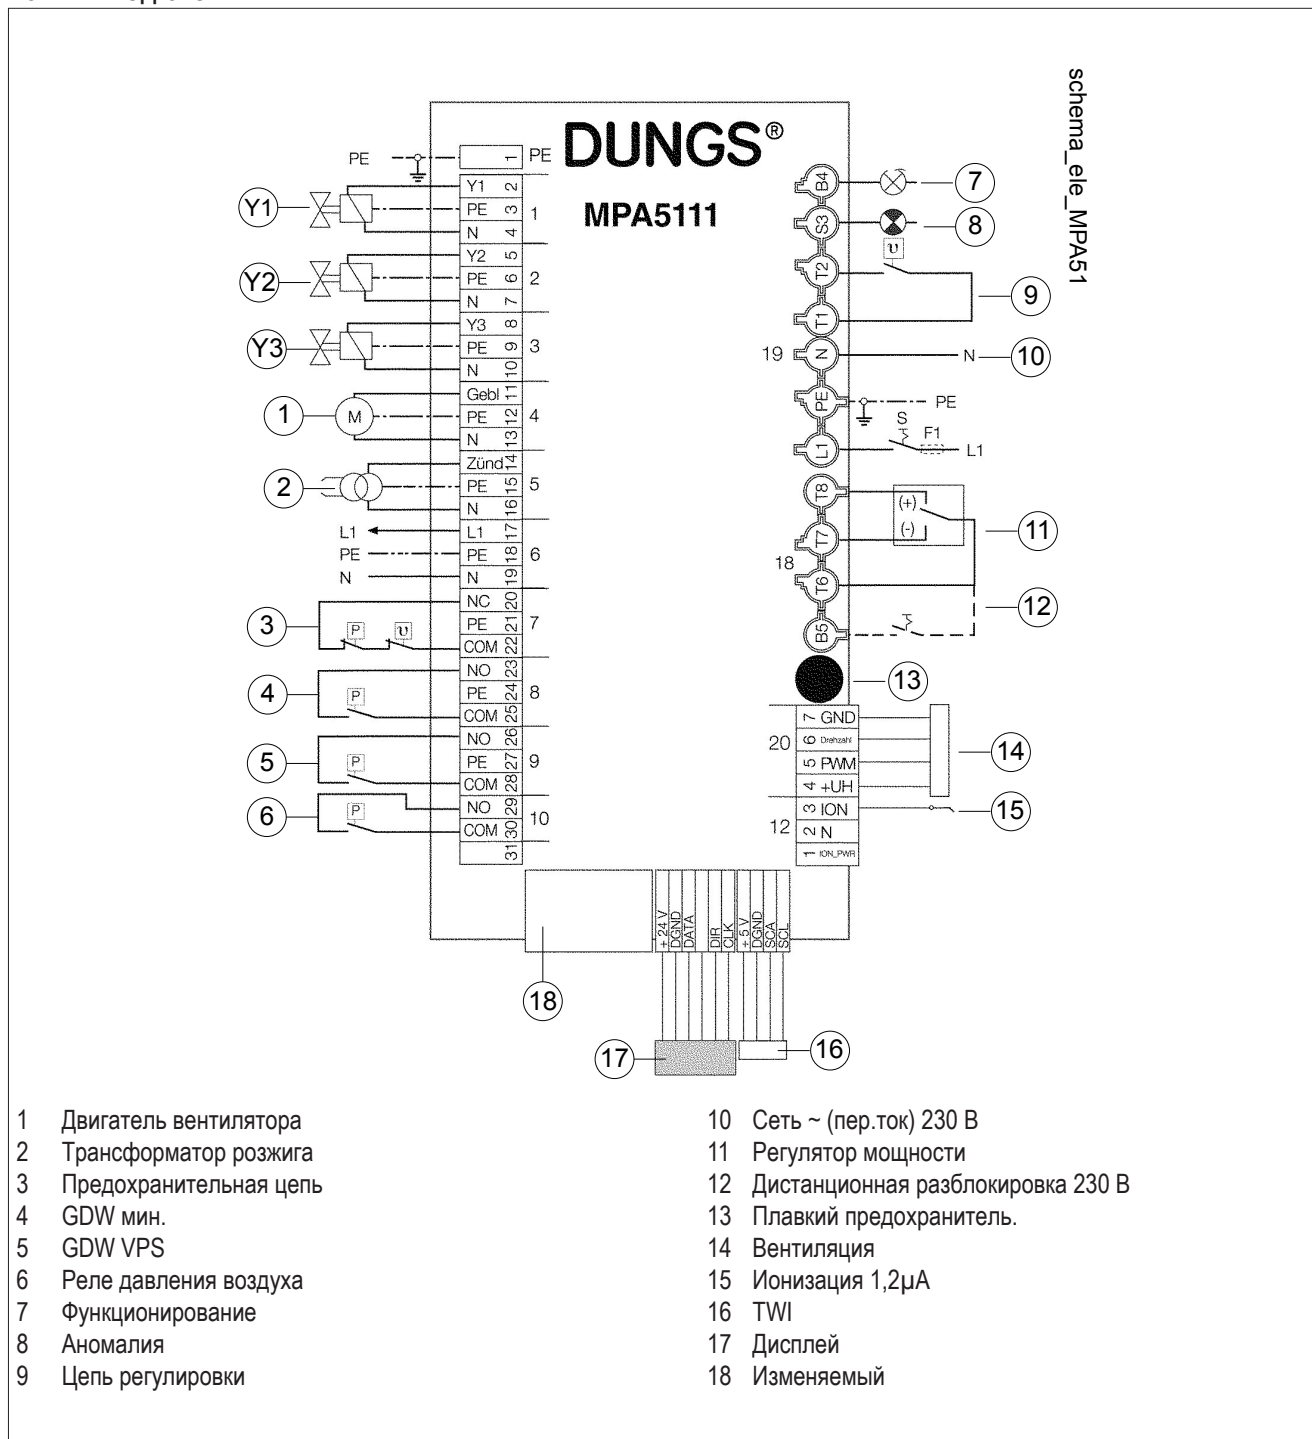 schema_ele_MPA51
DUNGS®
MPA5111
PE 1 PE
Y1 Y1 2
PE 3 1
N 4
Y2 Y2 5
PE 6 2
N 7
Y3 Y3 8
PE 9 3
N 10
1 M Gebl 11
PE 12 4
N 13
2 Zünd 14
PE 15 5
N 16
L1 L1 17
PE PE 18 6
N N 19
3 P υ NC 20
PE 21 7
COM 22
4 P NO 23
PE 24 8
COM 25
5 P NO 26
PE 27 9
COM 28
6 P NO 29
COM 30 10
31
B4 7
S3 8
T2 υ
T1 9
19 N N 10
PE PE
L1 S F1 L1
T8 (+)
T7 (-) 11
18 T6
B5 12
13
7 GND
20 6 Drehzahl 14
5 PWM
4 +UH
3 ION 15
12 2 N
1 ION_PWR
+24 V
DGND
DATA
DIR
CLK
+5 V
DGND
SCA
SCL
18
17
16
1 Двигатель вентилятора
2 Трансформатор розжига
3 Предохранительная цепь
4 GDW мин.
5 GDW VPS
6 Реле давления воздуха
7 Функционирование
8 Аномалия
9 Цепь регулировки
10 Сеть ~ (пер.ток) 230 В
11 Регулятор мощности
12 Дистанционная разблокировка 230 В
13 Плавкий предохранитель.
14 Вентиляция
15 Ионизация 1,2µA
16 TWI
17 Дисплей
18 Изменяемый